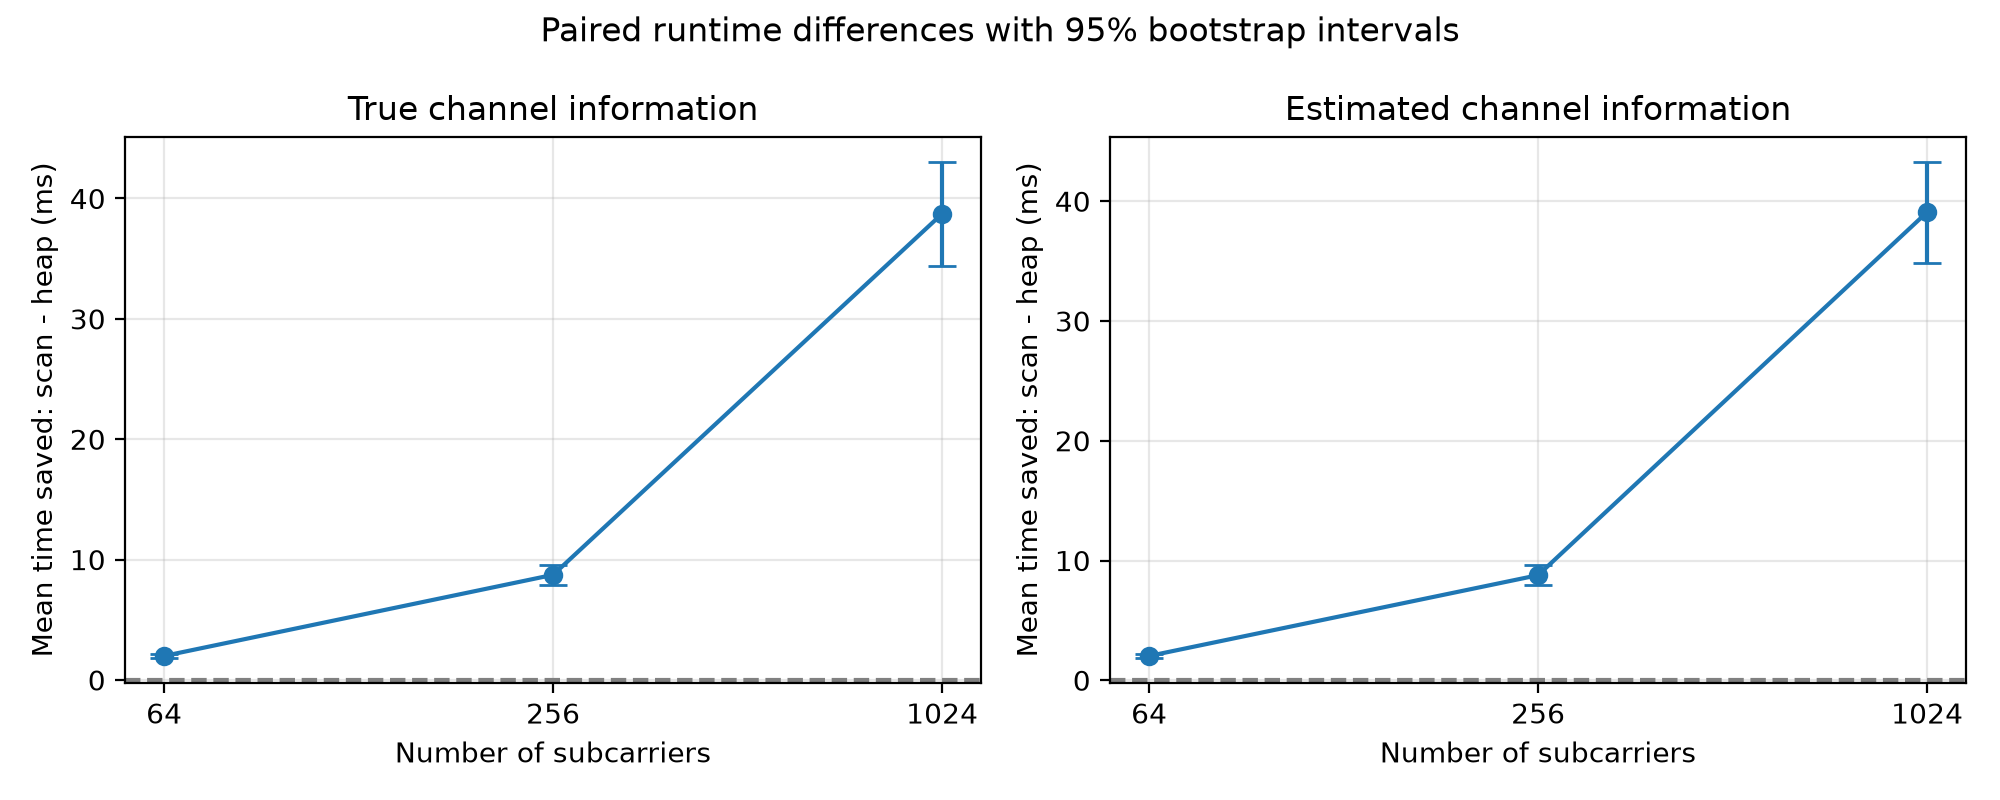 Paired runtime differences with 95% bootstrap intervals
True channel information
Mean time saved: scan - heap (ms)
40
30
20
10
0
64 256 1024
Number of subcarriers
Estimated channel information
Mean time saved: scan - heap (ms)
40
30
20
10
0
64 256 1024
Number of subcarriers